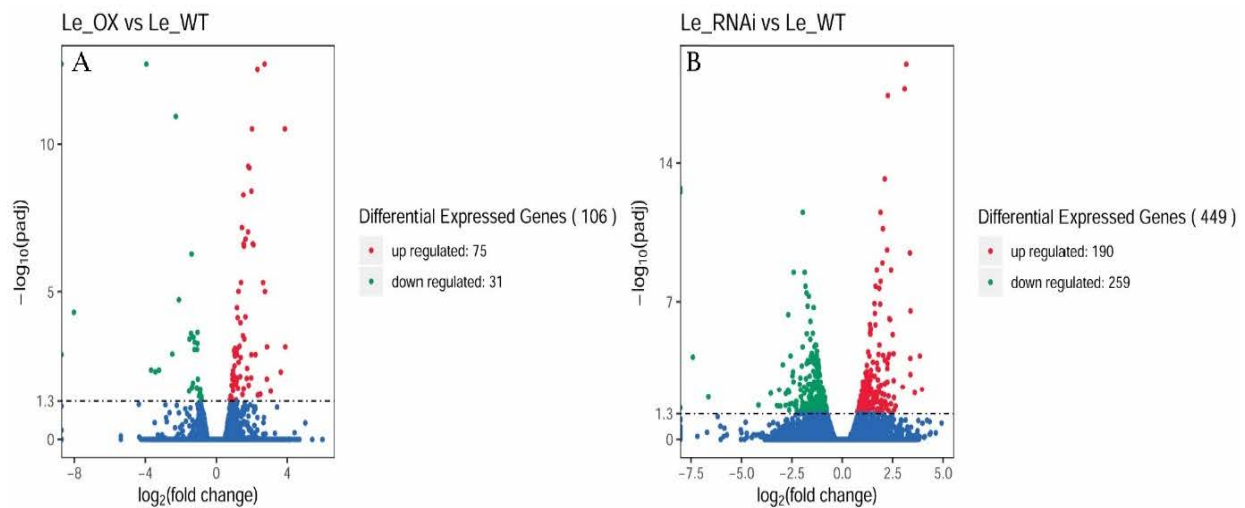 Le_OX vs Le_WT
A
10
5
1.3
0
−log10(padj)
−8
−4
0
4
log2(fold change)
Differential Expressed Genes ( 106 )
up regulated: 75
down regulated: 31
Le_RNAi vs Le_WT
B
14
7
1.3
0
−log10(padj)
−7.5
−5.0
−2.5
0.0
2.5
5.0
log2(fold change)
Differential Expressed Genes ( 449 )
up regulated: 190
down regulated: 259